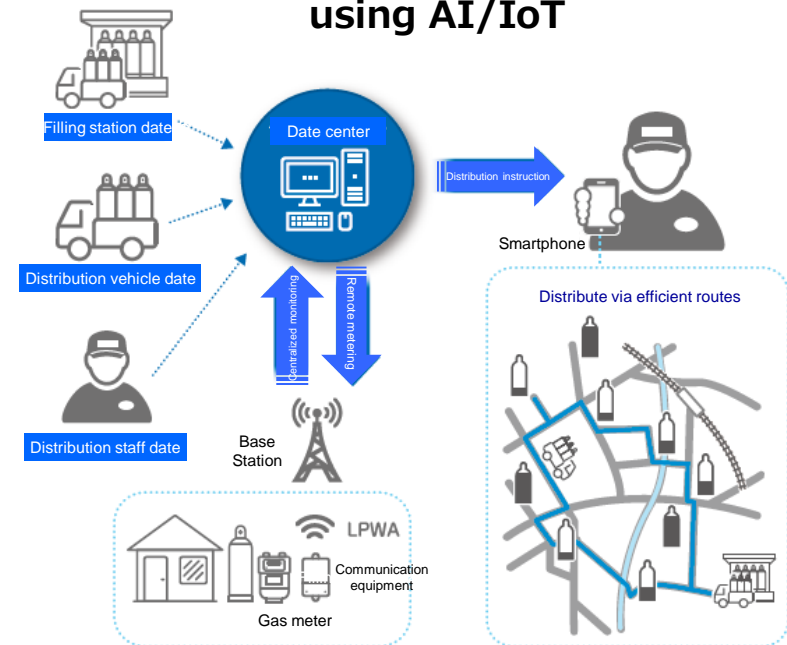 using AI/IoT
Filling station date
Date center
Distribution instruction
Smartphone
Distribution vehicle date
Centralized monitoring
Remote metering
Distribute via efficient routes
Distribution staff date
Base
Station
LPWA
Communication
equipment
Gas meter